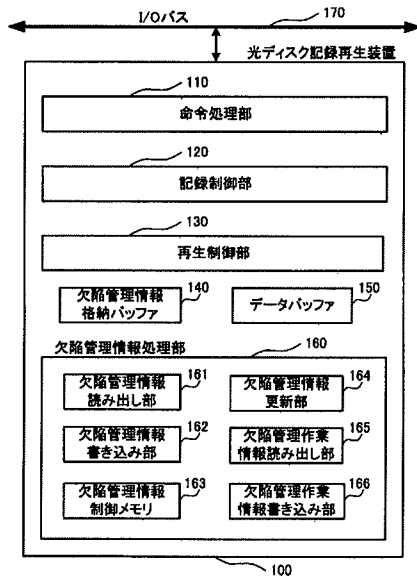 I/Oバス
170
光ディスク記録再生装置
110
命令処理部
120
記録制御部
130
再生制御部
欠陥管理情報
格納バッファ
140
データバッファ
150
欠陥管理情報処理部
160
欠陥管理情報
読み出し部
161
欠陥管理情報
更新部
164
欠陥管理情報
書き込み部
162
欠陥管理作業
情報読み出し部
165
欠陥管理情報
制御メモリ
163
欠陥管理作業
情報書き込み部
166
100